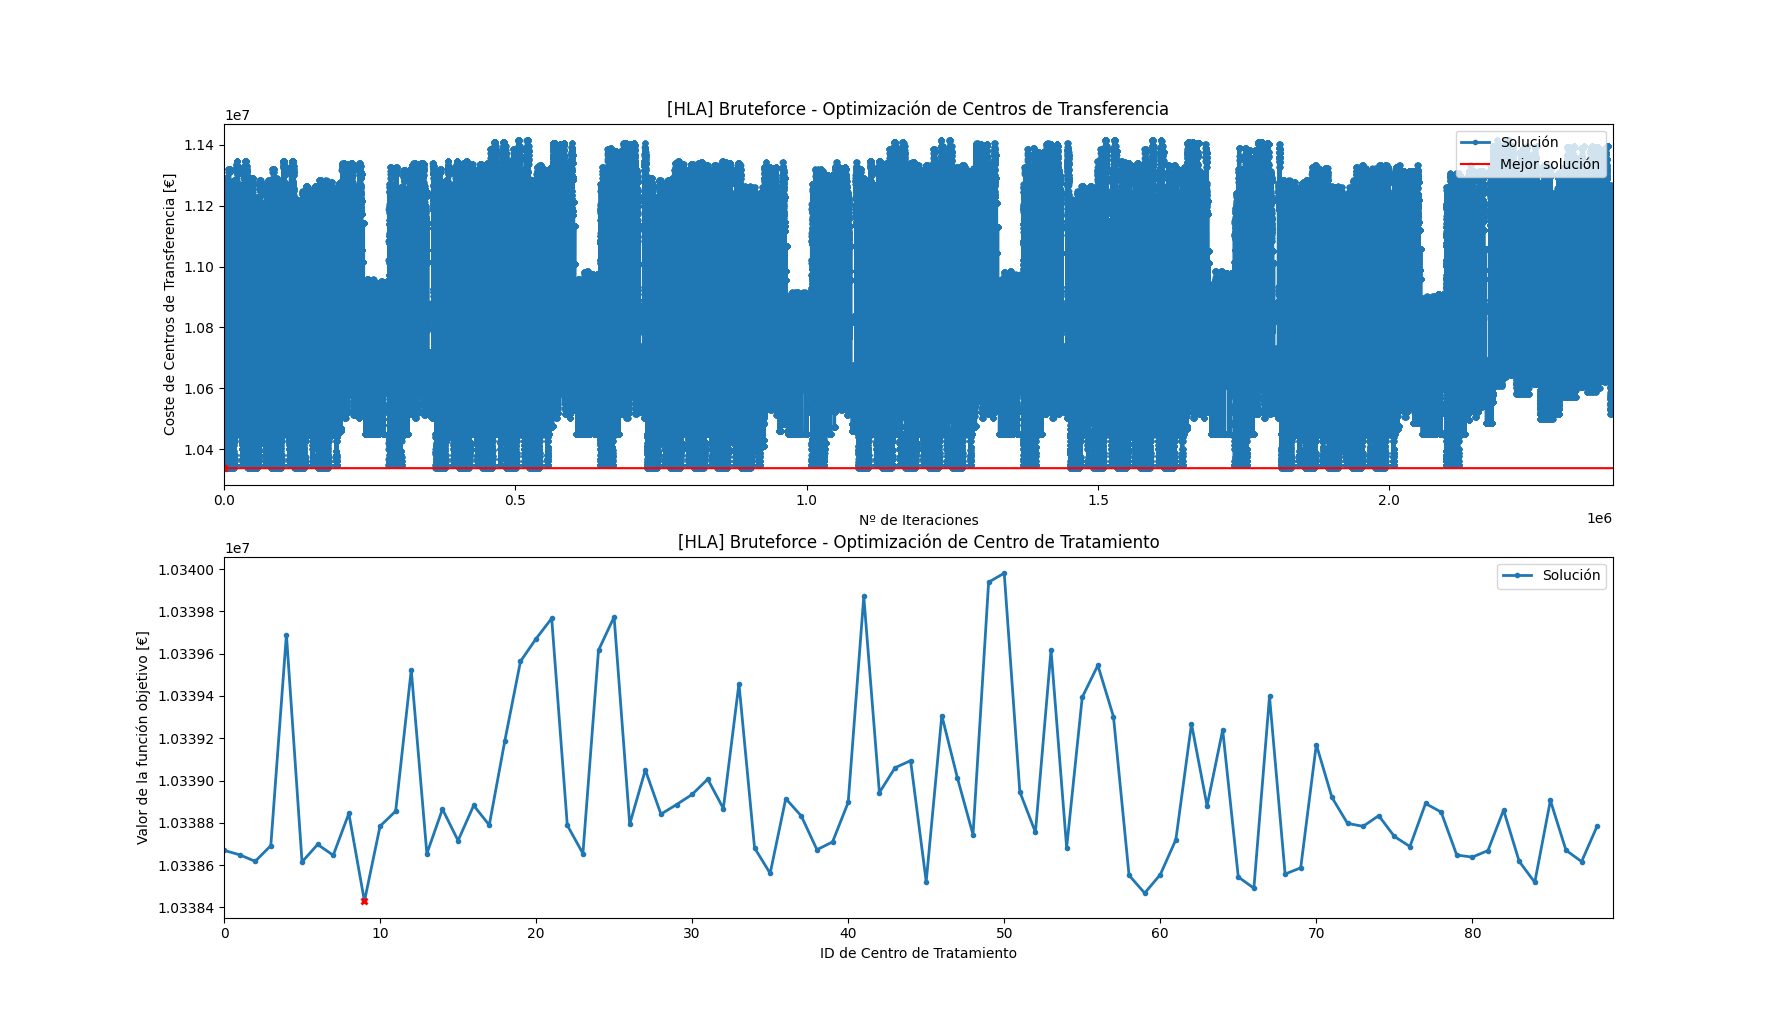 [HLA] Bruteforce - Optimización de Centros de Transferencia
1e7
1.14
1.12
1.10
1.08
1.06
1.04
Coste de Centros de Transferencia [€]
Solución
Mejor solución
0.0 0.5 1.0 1.5 2.0
1e6
Nº de Iteraciones
[HLA] Bruteforce - Optimización de Centro de Tratamiento
1e7
1.03400
1.03398
1.03396
1.03394
1.03392
1.03390
1.03388
1.03386
1.03384
Valor de la función objetivo [€]
Solución
0 10 20 30 40 50 60 70 80
ID de Centro de Tratamiento